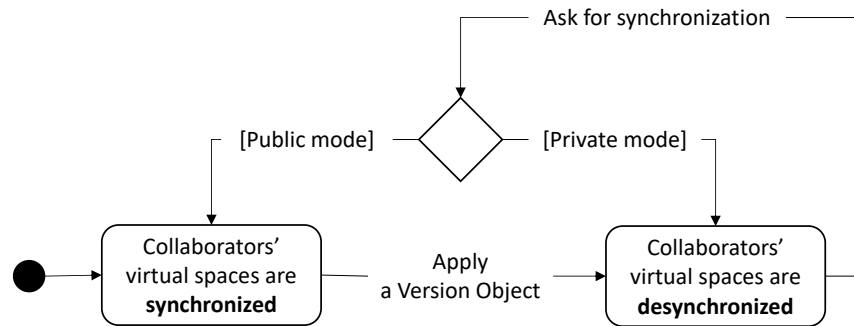 Ask for synchronization
[Public mode]
[Private mode]
Collaborators’
virtual spaces are
synchronized
Apply
a Version Object
Collaborators’
virtual spaces are
desynchronized